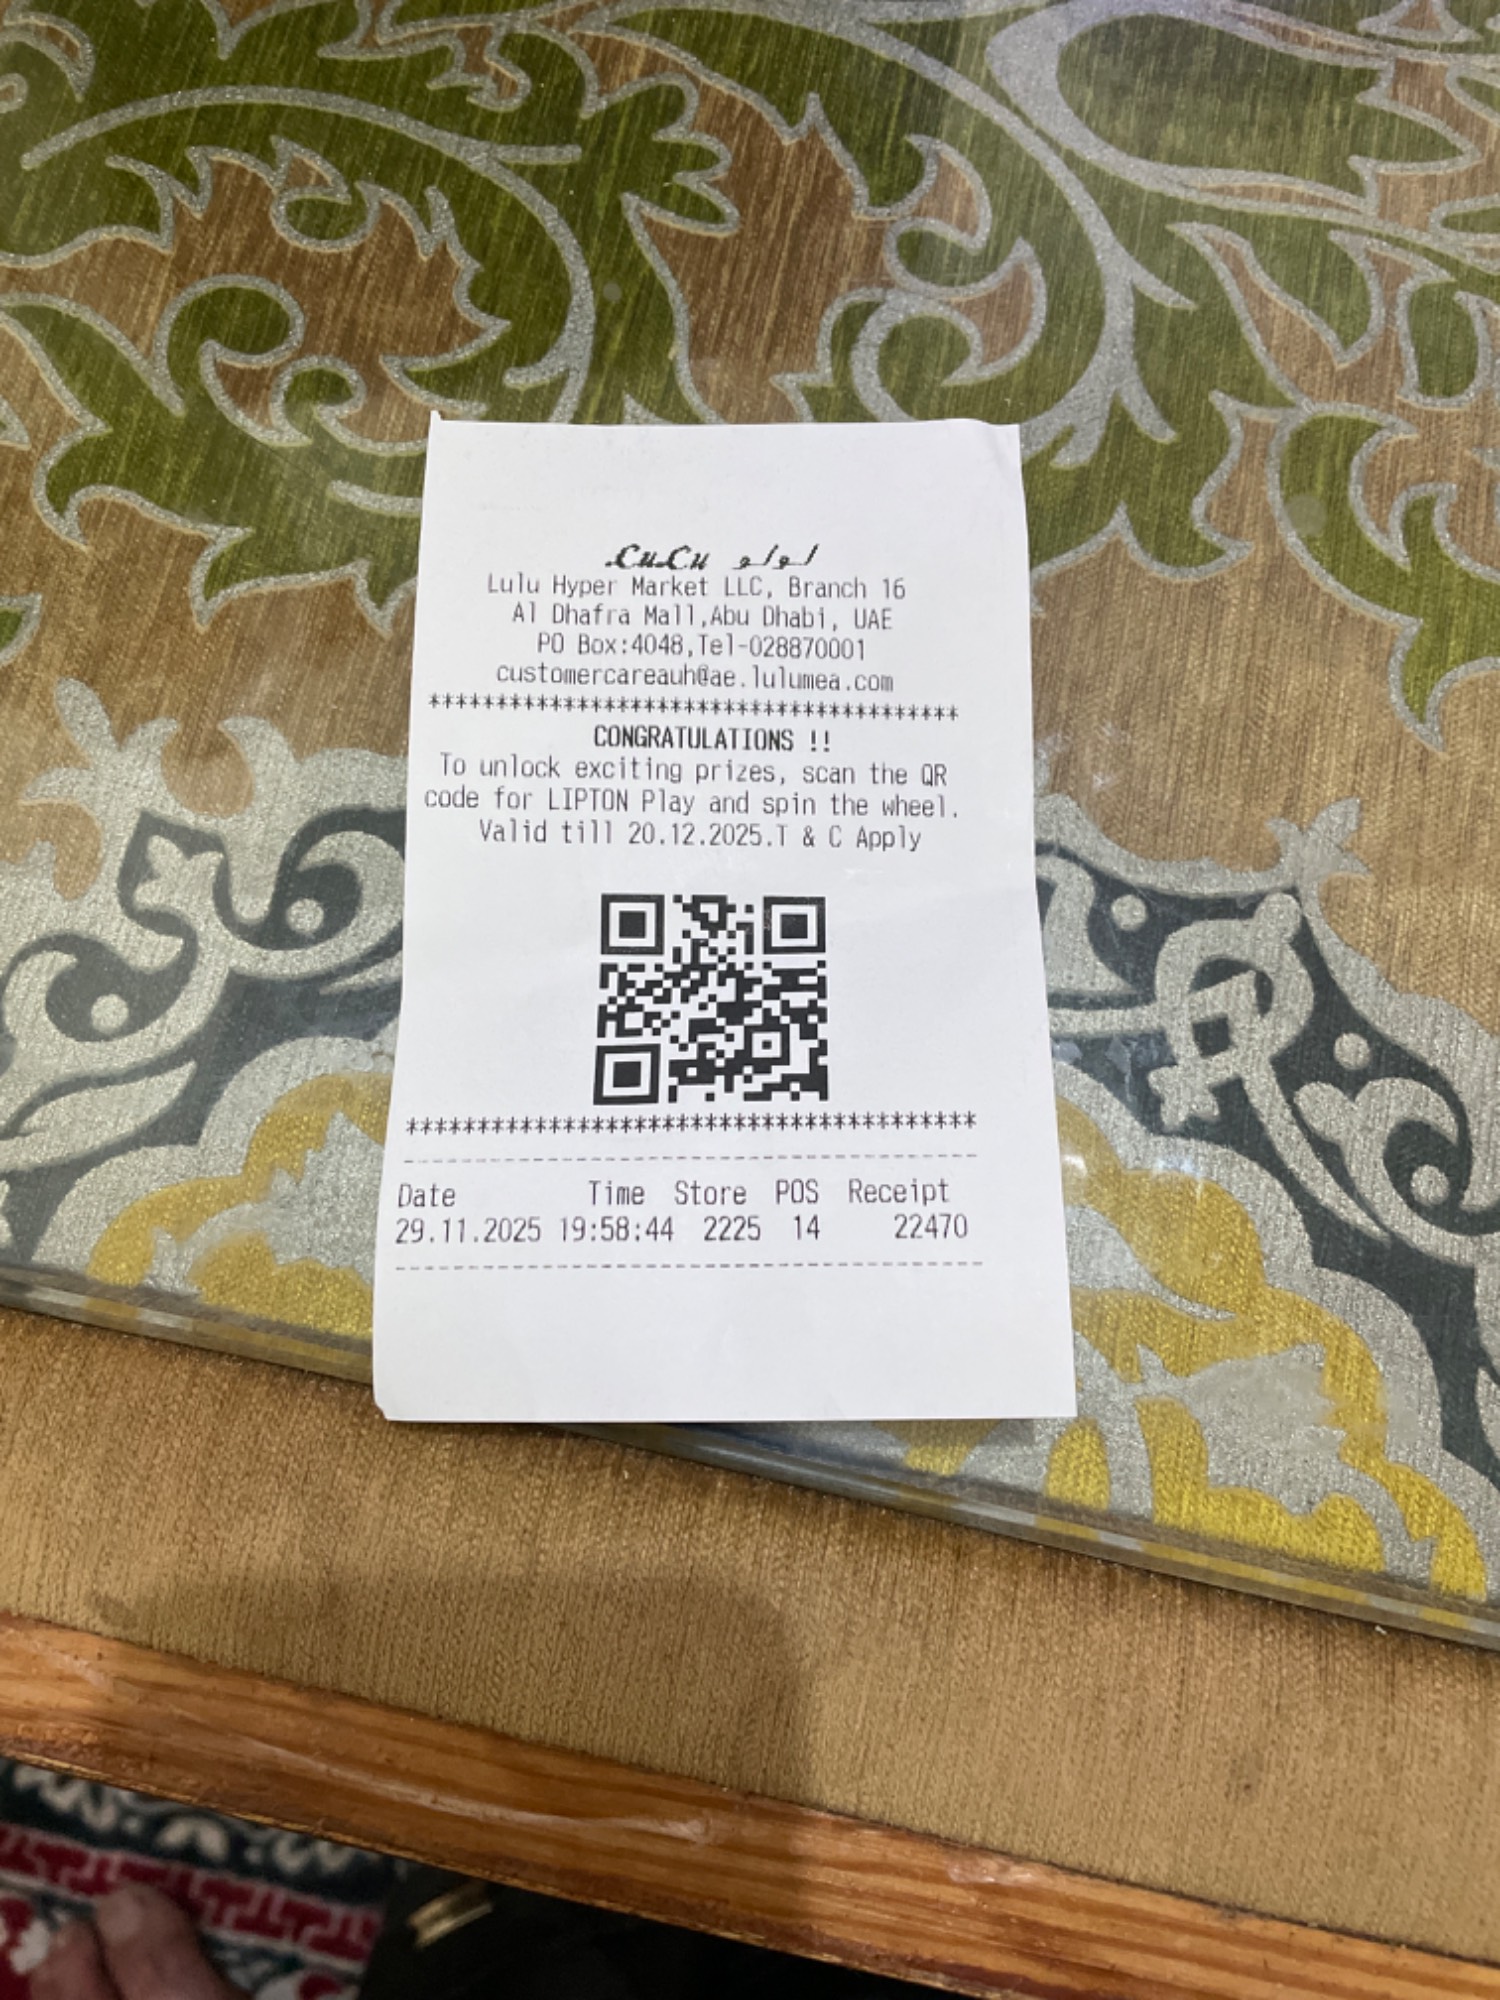 LuLu لولو
Lulu Hyper Market LLC, Branch 16
Al Dhafra Mall,Abu Dhabi, UAE
PO Box:4048,Tel-028870001
customercareauh@ae.lulumea.com
******************************************
CONGRATULATIONS !!
To unlock exciting prizes, scan the QR
code for LIPTON Play and spin the wheel.
Valid till 20.12.2025.T & C Apply
******************************************
------------------------------------------
Date Time Store POS Receipt
29.11.2025 19:58:44 2225 14 22470
------------------------------------------